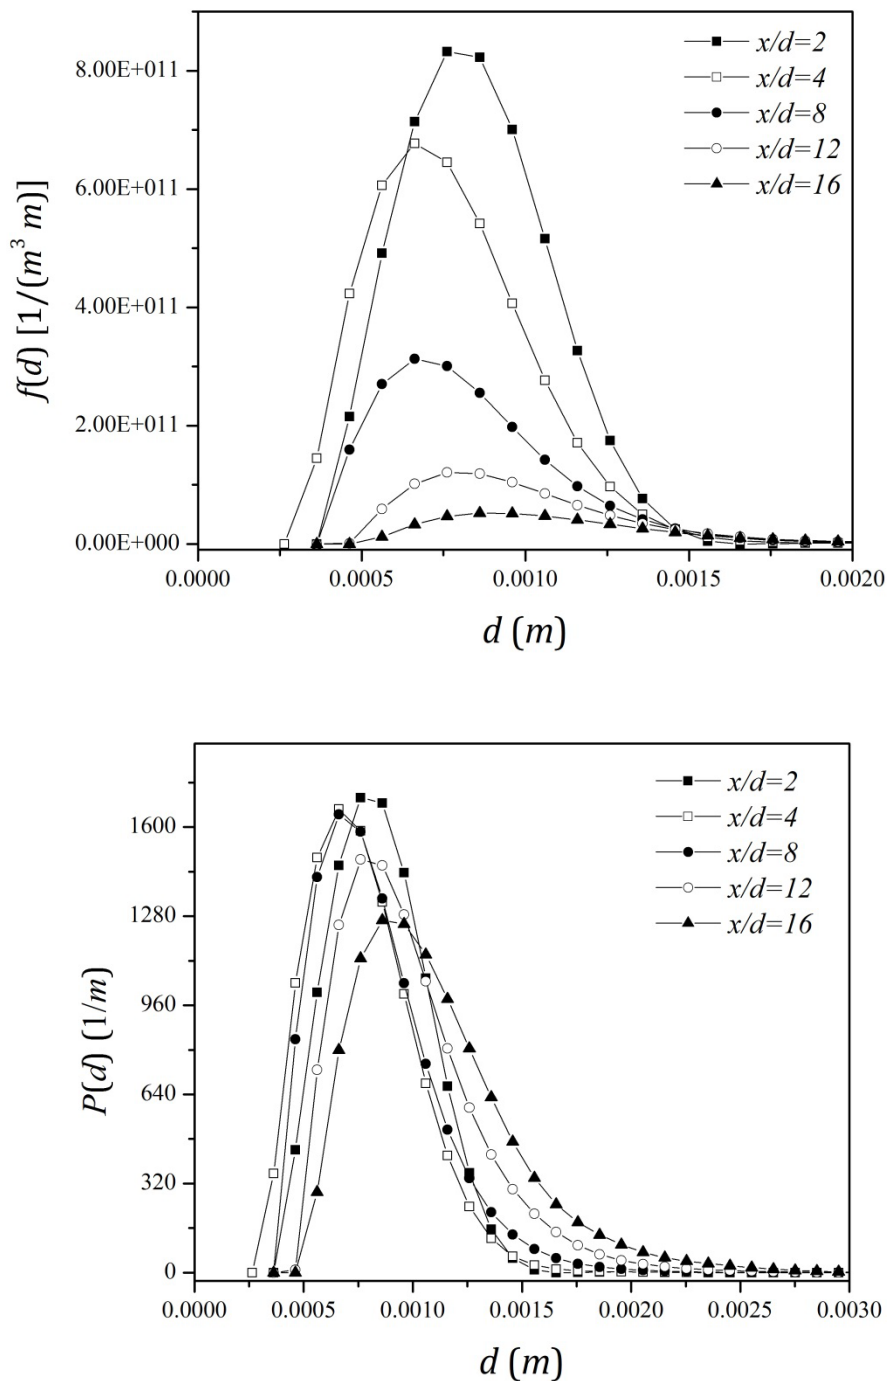 x/d=2
x/d=4
x/d=8
x/d=12
x/d=16
8.00E+011
6.00E+011
4.00E+011
2.00E+011
0.00E+000
f(d) [1/(m³ m)]
0.0000 0.0005 0.0010 0.0015 0.0020
d (m)
x/d=2
x/d=4
x/d=8
x/d=12
x/d=16
1600
1280
960
640
320
0
P(d) (1/m)
0.0000 0.0005 0.0010 0.0015 0.0020 0.0025 0.0030
d (m)